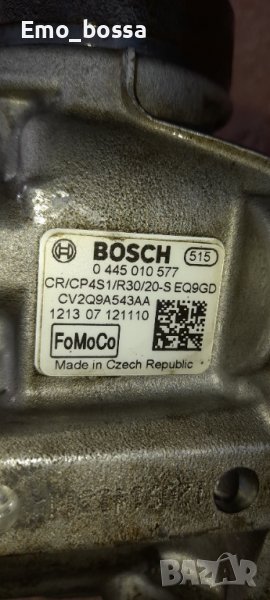 Emo_bossa
BOSCH 515
0 445 010 577
CR/CP4S1/R30/20-S EQ9GD
CV2Q9A543AA
1213 07 121110
FoMoCo
Made in Czech Republic
BAZAR